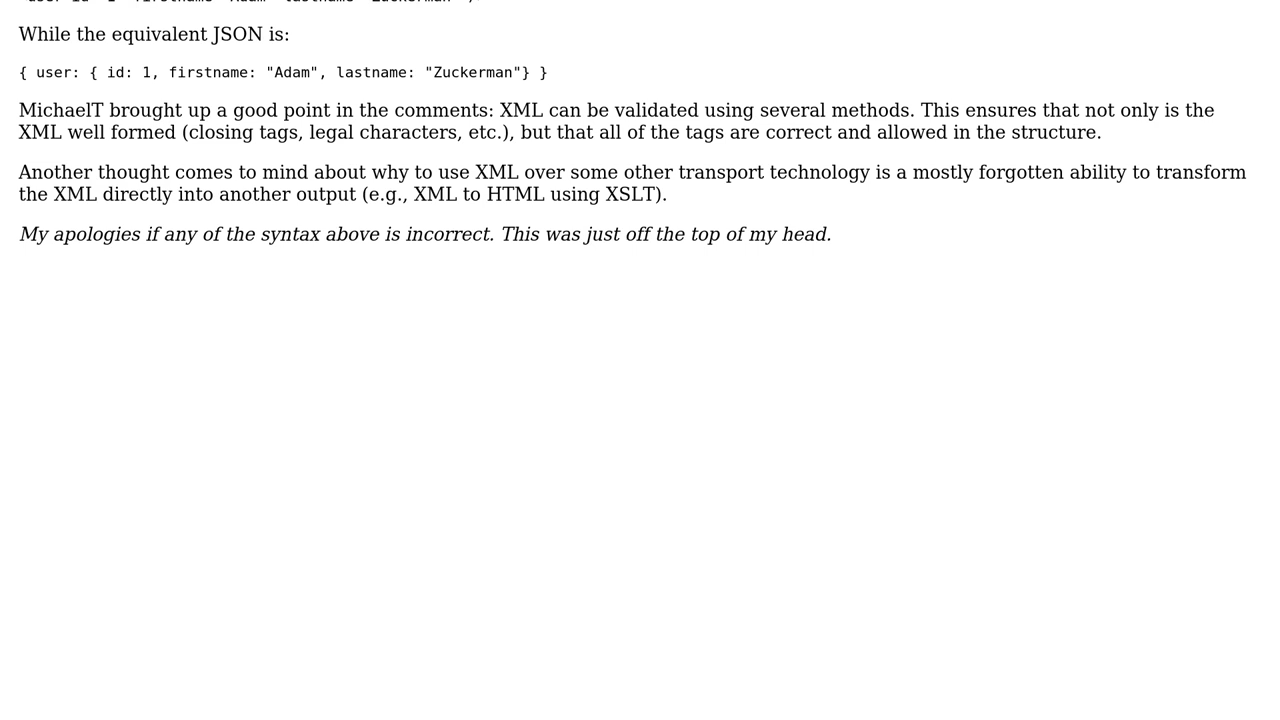 While the equivalent JSON is:
{ user: { id: 1, firstname: "Adam", lastname: "Zuckerman"} }
MichaelT brought up a good point in the comments: XML can be validated using several methods. This ensures that not only is the
XML well formed (closing tags, legal characters, etc.), but that all of the tags are correct and allowed in the structure.
Another thought comes to mind about why to use XML over some other transport technology is a mostly forgotten ability to transform
the XML directly into another output (e.g., XML to HTML using XSLT).
My apologies if any of the syntax above is incorrect. This was just off the top of my head.